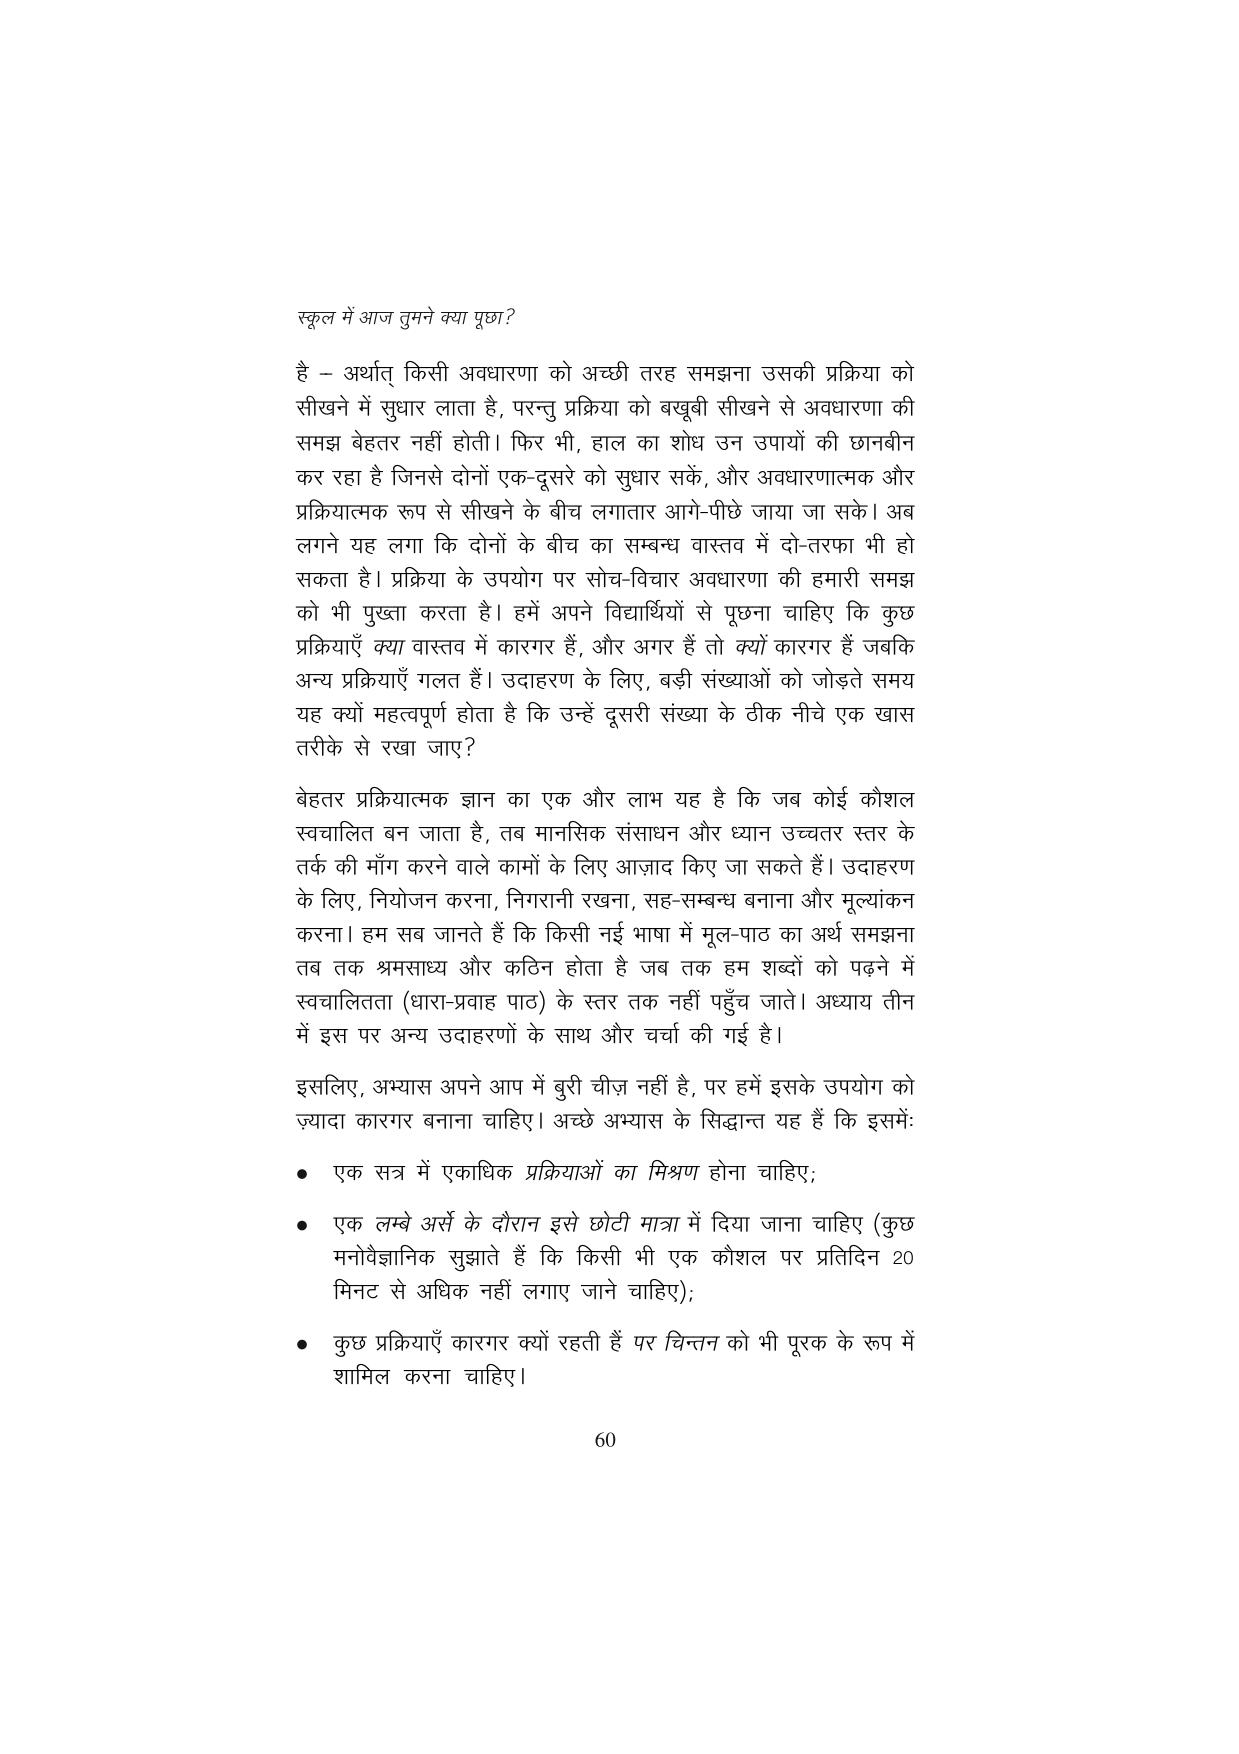 स्कूल में आज तुमने क्या पूछा?
है – अर्थात् किसी अवधारणा को अच्छी तरह समझना उसकी प्रक्रिया को
सीखने में सुधार लाता है, परन्तु प्रक्रिया को बखूबी सीखने से अवधारणा की
समझ बेहतर नहीं होती। फिर भी, हाल का शोध उन उपायों की छानबीन
कर रहा है जिनसे दोनों एक-दूसरे को सुधार सकें, और अवधारणात्मक और
प्रक्रियात्मक रूप से सीखने के बीच लगातार आगे-पीछे जाया जा सके। अब
लगने यह लगा कि दोनों के बीच का सम्बन्ध वास्तव में दो-तरफा भी हो
सकता है। प्रक्रिया के उपयोग पर सोच-विचार अवधारणा की हमारी समझ
को भी पुख्ता करता है। हमें अपने विद्यार्थियों से पूछना चाहिए कि कुछ
प्रक्रियाएँ क्या वास्तव में कारगर हैं, और अगर हैं तो क्यों कारगर हैं जबकि
अन्य प्रक्रियाएँ गलत हैं। उदाहरण के लिए, बड़ी संख्याओं को जोड़ते समय
यह क्यों महत्वपूर्ण होता है कि उन्हें दूसरी संख्या के ठीक नीचे एक खास
तरीके से रखा जाए?
बेहतर प्रक्रियात्मक ज्ञान का एक और लाभ यह है कि जब कोई कौशल
स्वचालित बन जाता है, तब मानसिक संसाधन और ध्यान उच्चतर स्तर के
तर्क की माँग करने वाले कामों के लिए आज़ाद किए जा सकते हैं। उदाहरण
के लिए, नियोजन करना, निगरानी रखना, सह-सम्बन्ध बनाना और मूल्यांकन
करना। हम सब जानते हैं कि किसी नई भाषा में मूल-पाठ का अर्थ समझना
तब तक श्रमसाध्य और कठिन होता है जब तक हम शब्दों को पढ़ने में
स्वचालितता (धारा-प्रवाह पाठ) के स्तर तक नहीं पहुँच जाते। अध्याय तीन
में इस पर अन्य उदाहरणों के साथ और चर्चा की गई है।
इसलिए, अभ्यास अपने आप में बुरी चीज़ नहीं है, पर हमें इसके उपयोग को
ज़्यादा कारगर बनाना चाहिए। अच्छे अभ्यास के सिद्धान्त यह हैं कि इसमें:
● एक सत्र में एकाधिक प्रक्रियाओं का मिश्रण होना चाहिए;
● एक लम्बे अर्से के दौरान इसे छोटी मात्रा में दिया जाना चाहिए (कुछ
मनोवैज्ञानिक सुझाते हैं कि किसी भी एक कौशल पर प्रतिदिन 20
मिनट से अधिक नहीं लगाए जाने चाहिए);
● कुछ प्रक्रियाएँ कारगर क्यों रहती हैं पर चिन्तन को भी पूरक के रूप में
शामिल करना चाहिए।
60